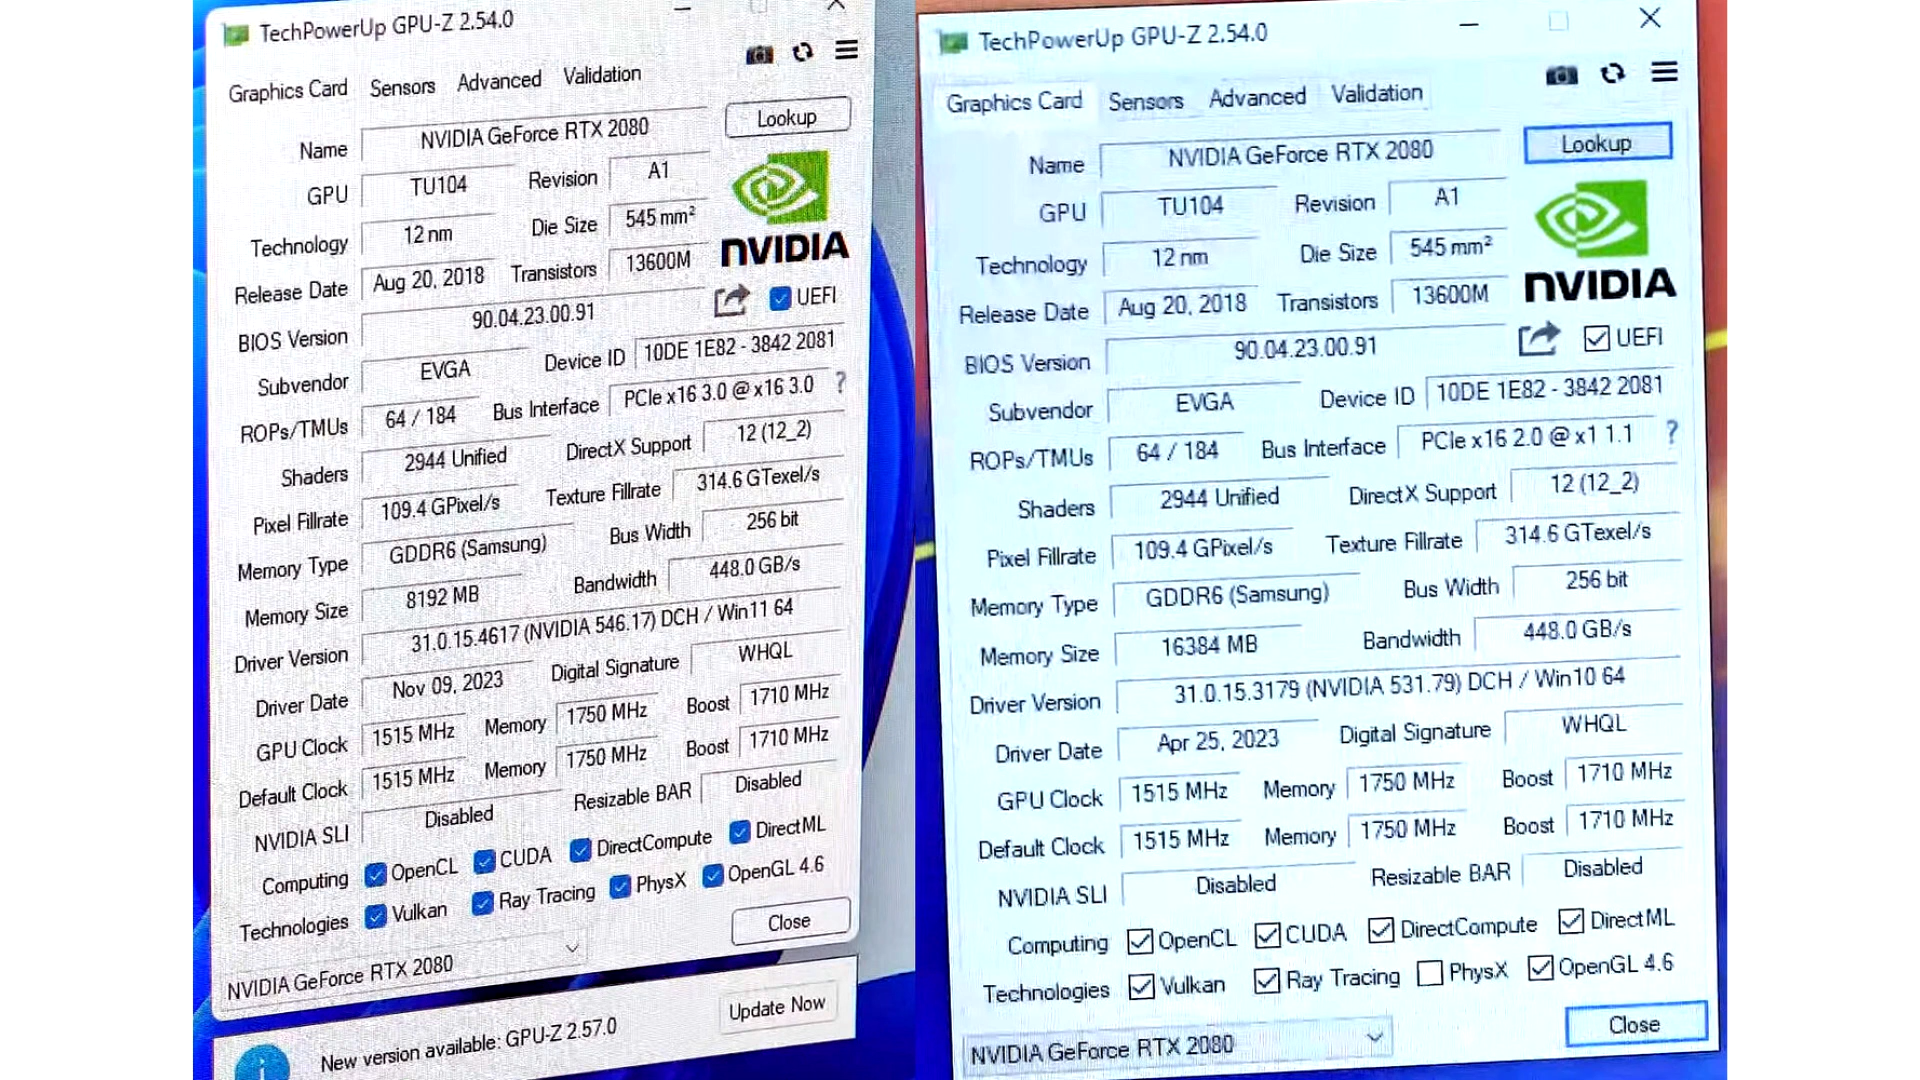 TechPowerUp GPU-Z 2.54.0
Graphics Card Sensors Advanced Validation
Name NVIDIA GeForce RTX 2080 Lookup
GPU TU104 Revision A1
Technology 12 nm Die Size 545 mm²
Release Date Aug 20, 2018 Transistors 13600M
NVIDIA
BIOS Version 90.04.23.00.91 UEFI
Subvendor EVGA Device ID 10DE 1E82 - 3842 2081
ROPs/TMUs 64 / 184 Bus Interface PCIe x16 3.0 @ x16 3.0 ?
Shaders 2944 Unified DirectX Support 12 (12_2)
Pixel Fillrate 109.4 GPixel/s Texture Fillrate 314.6 GTexel/s
Memory Type GDDR6 (Samsung) Bus Width 256 bit
Memory Size 8192 MB Bandwidth 448.0 GB/s
Driver Version 31.0.15.4617 (NVIDIA 546.17) DCH / Win11 64
Driver Date Nov 09, 2023 Digital Signature WHQL
GPU Clock 1515 MHz Memory 1750 MHz Boost 1710 MHz
Default Clock 1515 MHz Memory 1750 MHz Boost 1710 MHz
NVIDIA SLI Disabled Resizable BAR Disabled
Computing OpenCL CUDA DirectCompute DirectML
Technologies Vulkan Ray Tracing PhysX OpenGL 4.6
NVIDIA GeForce RTX 2080 Close
New version available: GPU-Z 2.57.0 Update Now
TechPowerUp GPU-Z 2.54.0
Graphics Card Sensors Advanced Validation
Name NVIDIA GeForce RTX 2080 Lookup
GPU TU104 Revision A1
Technology 12 nm Die Size 545 mm²
Release Date Aug 20, 2018 Transistors 13600M
NVIDIA
BIOS Version 90.04.23.00.91 UEFI
Subvendor EVGA Device ID 10DE 1E82 - 3842 2081
ROPs/TMUs 64 / 184 Bus Interface PCIe x16 2.0 @ x1 1.1 ?
Shaders 2944 Unified DirectX Support 12 (12_2)
Pixel Fillrate 109.4 GPixel/s Texture Fillrate 314.6 GTexel/s
Memory Type GDDR6 (Samsung) Bus Width 256 bit
Memory Size 16384 MB Bandwidth 448.0 GB/s
Driver Version 31.0.15.3179 (NVIDIA 531.79) DCH / Win10 64
Driver Date Apr 25, 2023 Digital Signature WHQL
GPU Clock 1515 MHz Memory 1750 MHz Boost 1710 MHz
Default Clock 1515 MHz Memory 1750 MHz Boost 1710 MHz
NVIDIA SLI Disabled Resizable BAR Disabled
Computing OpenCL CUDA DirectCompute DirectML
Technologies Vulkan Ray Tracing PhysX OpenGL 4.6
NVIDIA GeForce RTX 2080 Close